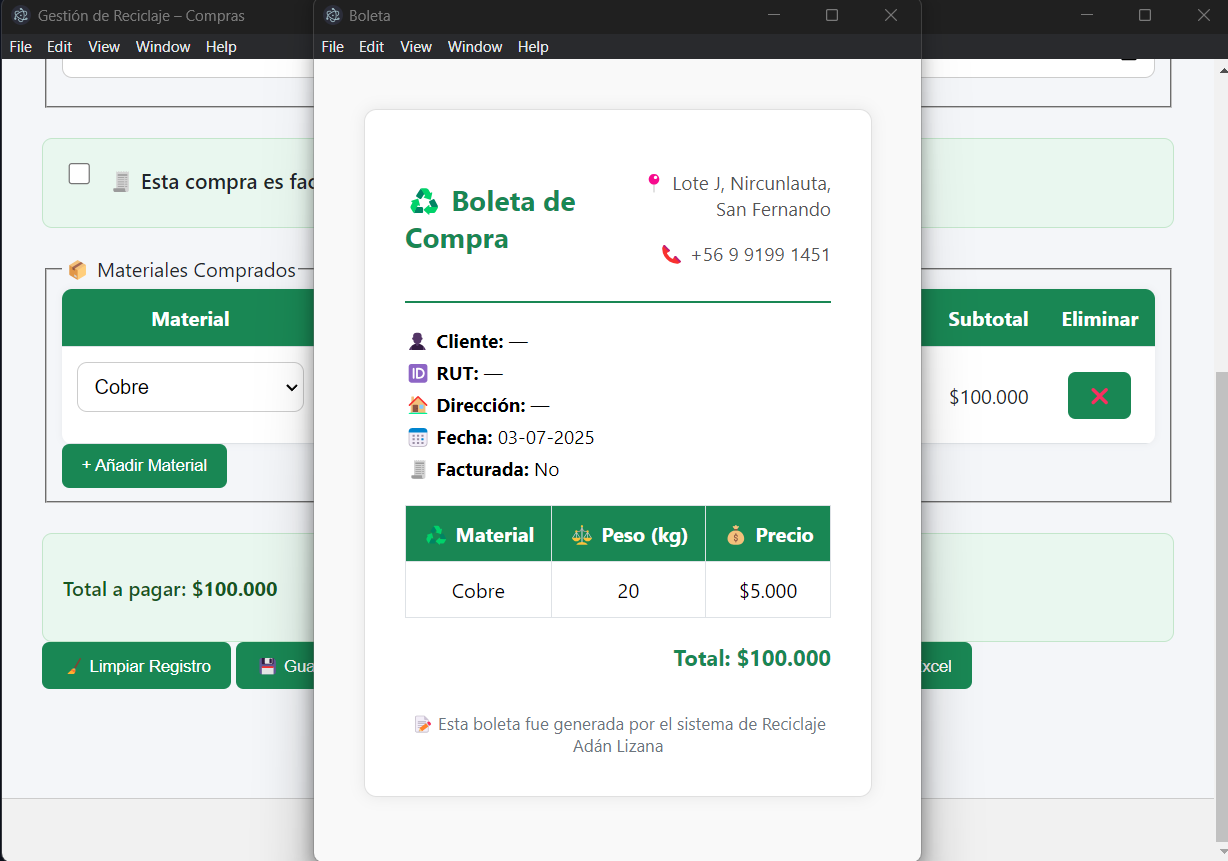 Gestión de Reciclaje – Compras
File Edit View Window Help
Esta compra es fac
Materiales Comprados
Material
Cobre
+ Añadir Material
Total a pagar: $100.000
Limpiar Registro
Gua
Boleta
File Edit View Window Help
Boleta de
Compra
Lote J, Nircunlauta,
San Fernando
+56 9 9199 1451
Cliente: —
RUT: —
Dirección: —
Fecha: 03-07-2025
Facturada: No
Material Peso (kg) Precio
Cobre 20 $5.000
Total: $100.000
Esta boleta fue generada por el sistema de Reciclaje
Adán Lizana
Subtotal Eliminar
$100.000
xcel